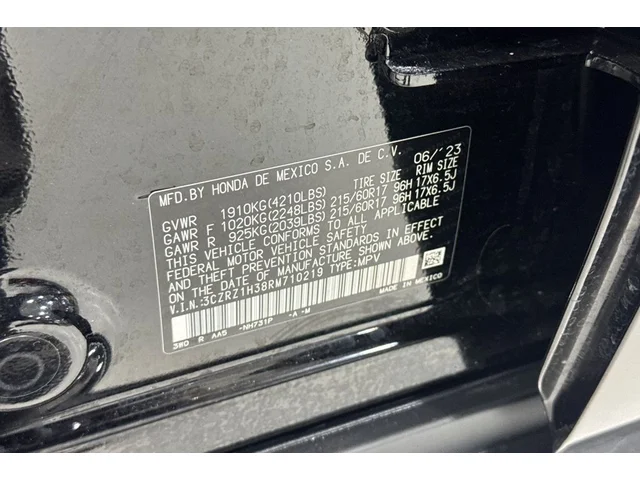 MFD.BY HONDA DE MEXICO S.A. DE C.V. 06/'23
TIRE SIZE RIM SIZE
GVWR 1910KG(4210LBS)
GAWR F 1020KG(2248LBS) 215/60R17 96H 17X6.5J
GAWR R 925KG(2039LBS) 215/60R17 96H 17X6.5J
THIS VEHICLE CONFORMS TO ALL APPLICABLE
FEDERAL MOTOR VEHICLE SAFETY
AND THEFT PREVENTION STANDARDS IN EFFECT
ON THE DATE OF MANUFACTURE SHOWN ABOVE.
V.I.N.:3CZRZ1H38RM710219 TYPE:MPV
MADE IN MEXICO
3WD R AAS -NH731P -A -M